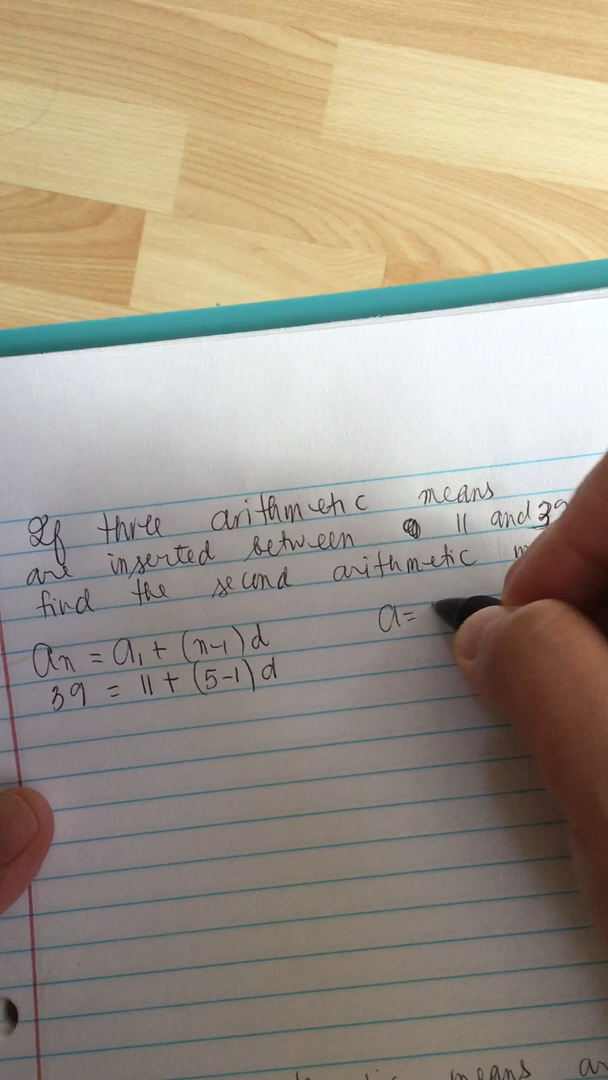 If three arithmetic means
are inserted between 11 and 39
find the second arithmetic
an = a1 + (n-1)d
39 = 11 + (5-1)d
a=
means